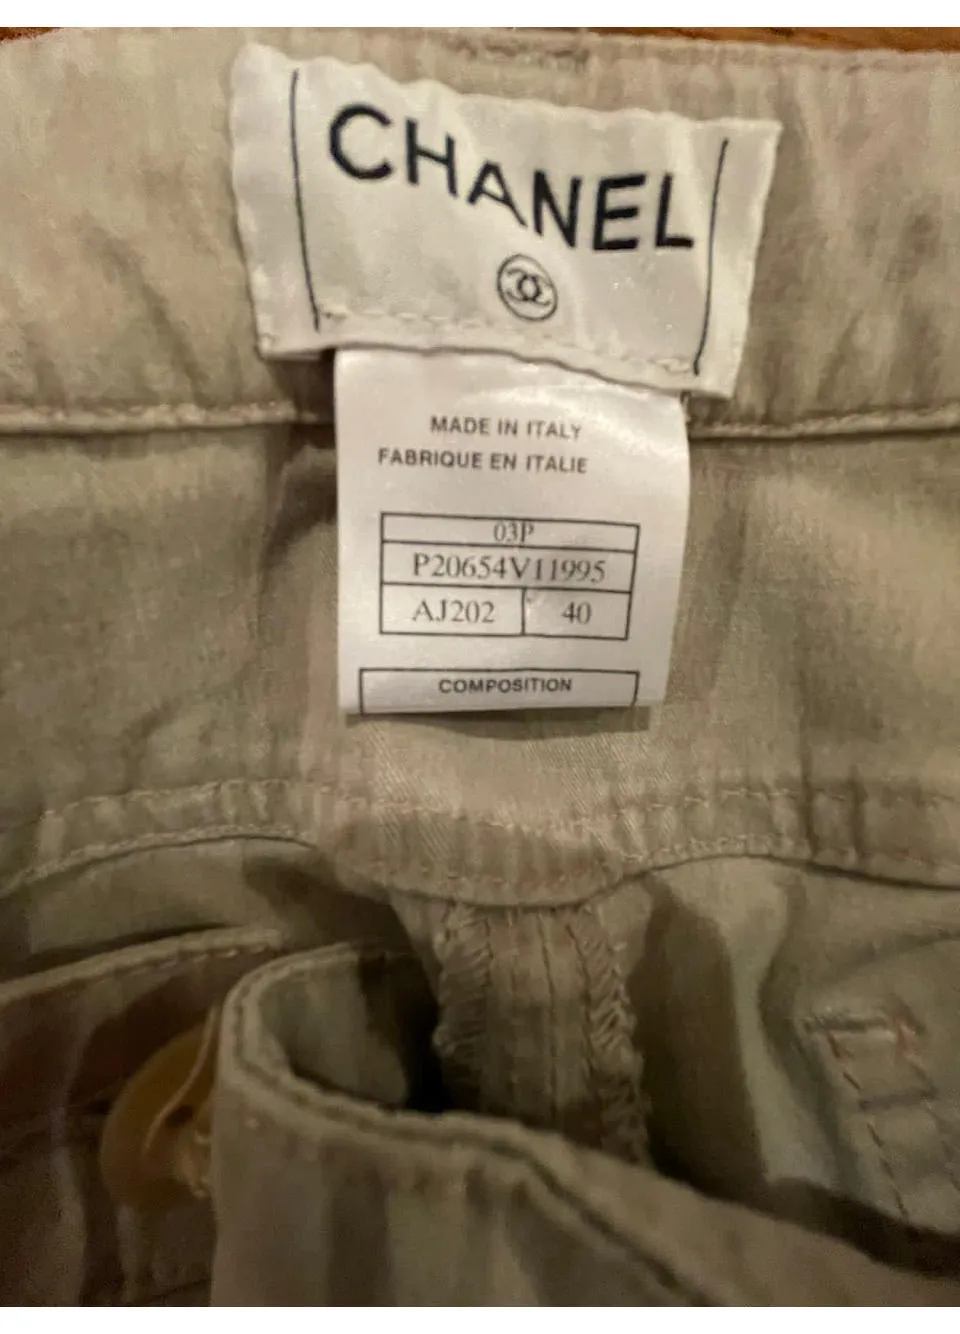 CHANEL
MADE IN ITALY
FABRIQUE EN ITALIE
03P
P20654V11995
AJ202 40
COMPOSITION